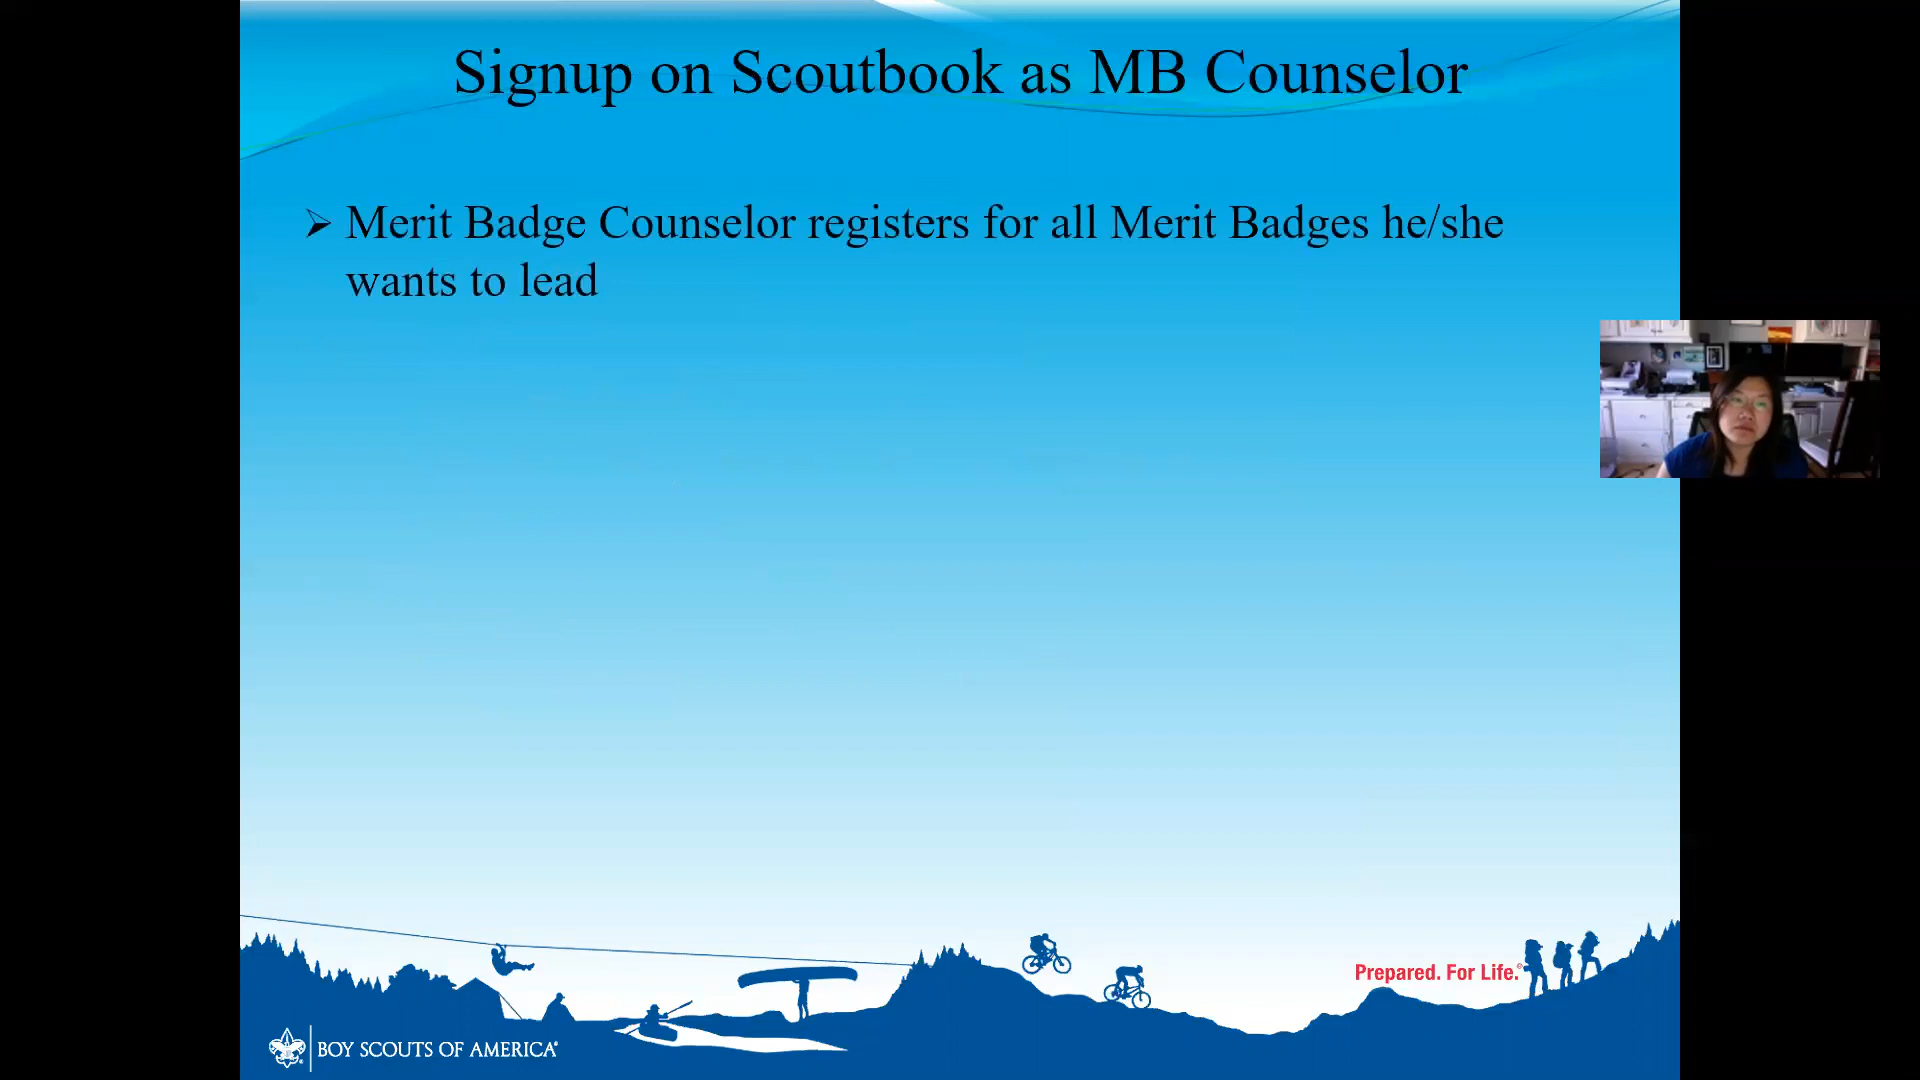 Signup on Scoutbook as MB Counselor
➢ Merit Badge Counselor registers for all Merit Badges he/she
wants to lead
Prepared. For Life.®
BOY SCOUTS OF AMERICA®